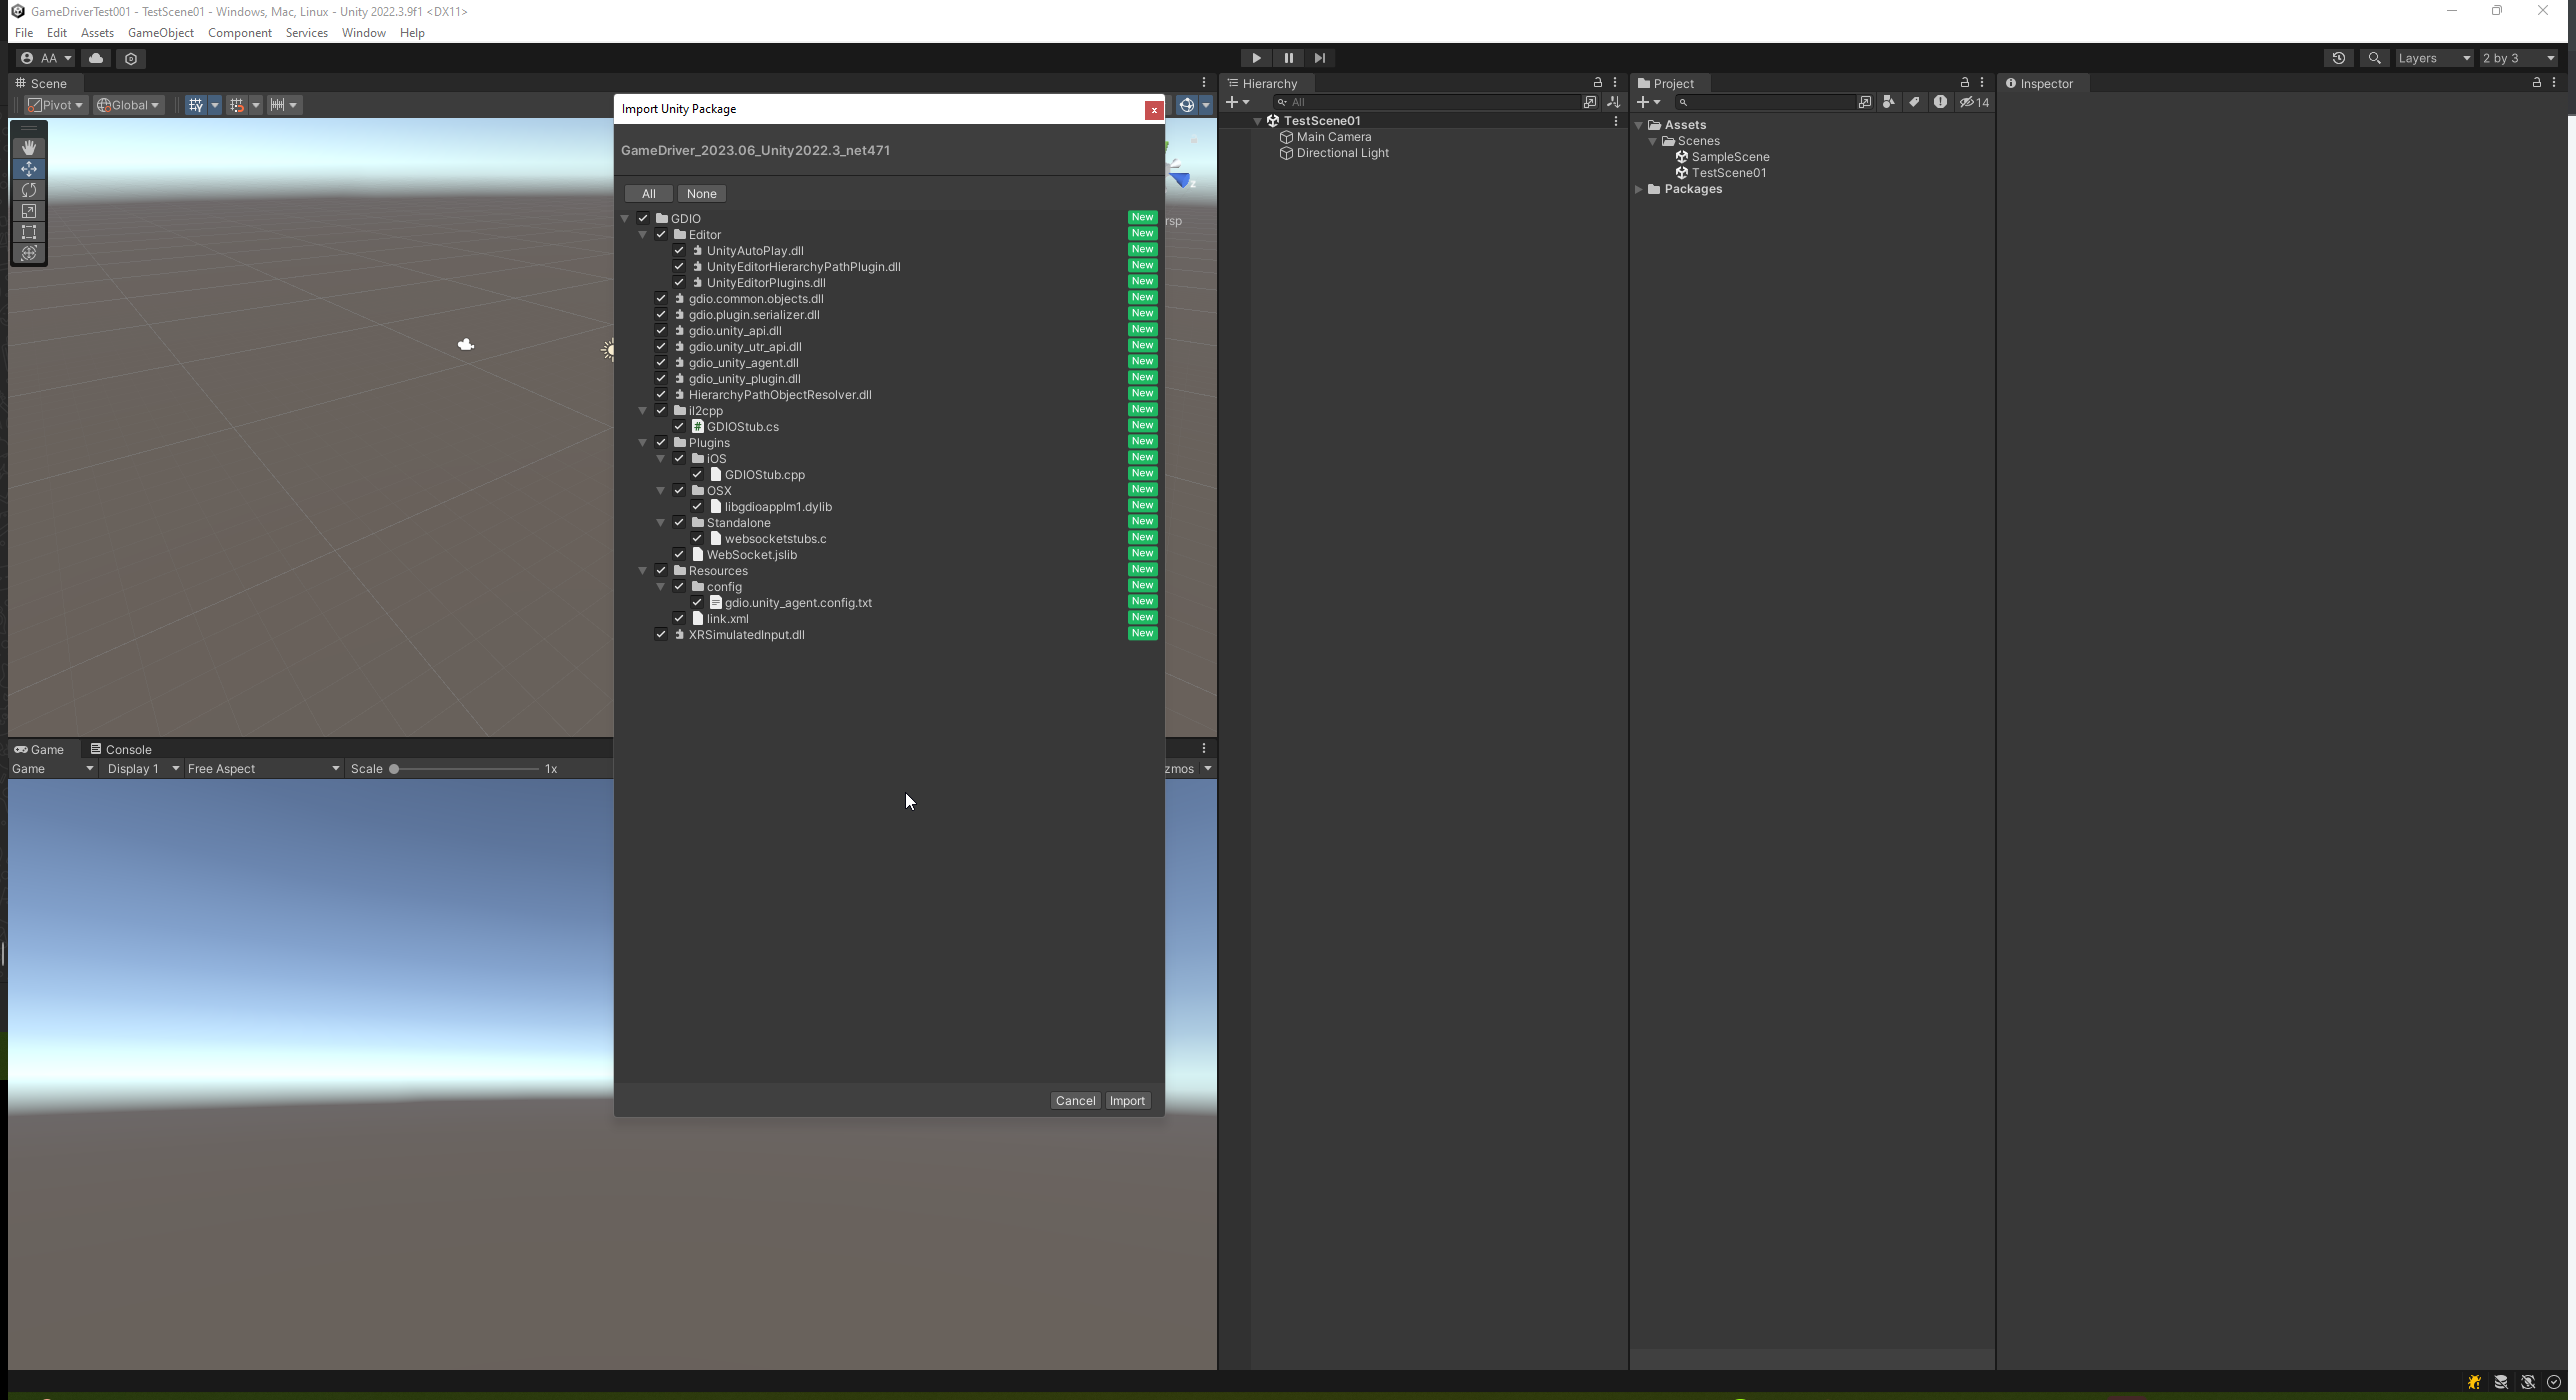 GameDriverTest001 - TestScene01 - Windows, Mac, Linux - Unity 2022.3.9f1 <DX11>
File Edit Assets GameObject Component Services Window Help
AA
Layers
2 by 3
Scene
Pivot
Global
rsp
Import Unity Package
GameDriver_2023.06_Unity2022.3_net471
All None
GDIO New
Editor New
UnityAutoPlay.dll New
UnityEditorHierarchyPathPlugin.dll New
UnityEditorPlugins.dll New
gdio.common.objects.dll New
gdio.plugin.serializer.dll New
gdio.unity_api.dll New
gdio.unity_utr_api.dll New
gdio_unity_agent.dll New
gdio_unity_plugin.dll New
HierarchyPathObjectResolver.dll New
il2cpp New
GDIOStub.cs New
Plugins New
iOS New
GDIOStub.cpp New
OSX New
libgdioapplm1.dylib New
Standalone New
websocketstubs.c New
WebSocket.jslib New
Resources New
config New
gdio.unity_agent.config.txt New
link.xml New
XRSimulatedInput.dll New
Cancel Import
Game Console
Game Display 1 Free Aspect Scale 1x
zmos
Hierarchy
All
TestScene01
Main Camera
Directional Light
Project
14
Assets
Scenes
SampleScene
TestScene01
Packages
Inspector